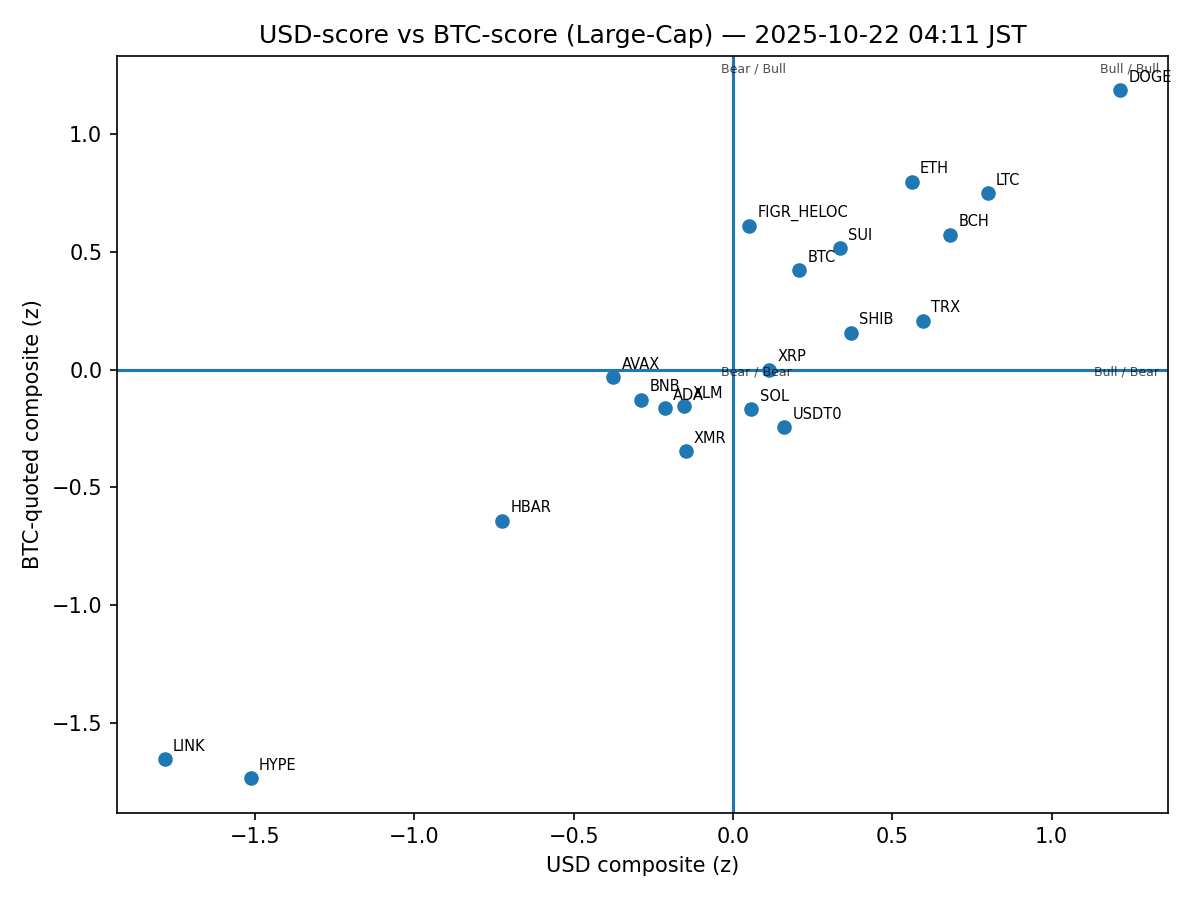 USD-score vs BTC-score (Large-Cap) — 2025-10-22 04:11 JST
Bear / Bull
Bull / Bull
DOGE
ETH
LTC
FIGR_HELOC
BCH
SUI
BTC
TRX
SHIB
XRP
AVAX
Bear / Bear
Bull / Bear
BNB
ADA
XLM
SOL
USDT0
XMR
HBAR
LINK
HYPE
1.0
0.5
0.0
−0.5
−1.0
−1.5
BTC-quoted composite (z)
−1.5
−1.0
−0.5
0.0
0.5
1.0
USD composite (z)